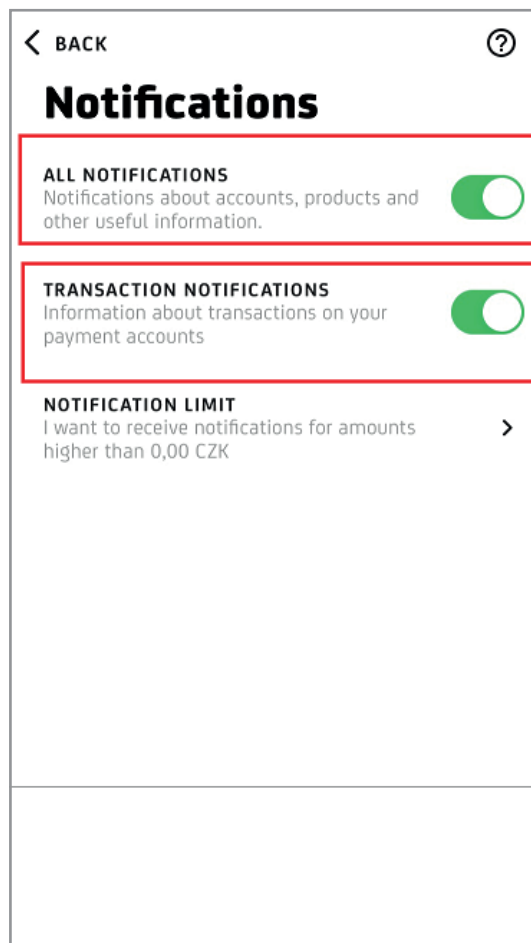 BACK
Notifications
ALL NOTIFICATIONS
Notifications about accounts, products and
other useful information.
TRANSACTION NOTIFICATIONS
Information about transactions on your
payment accounts
NOTIFICATION LIMIT
I want to receive notifications for amounts
higher than 0,00 CZK